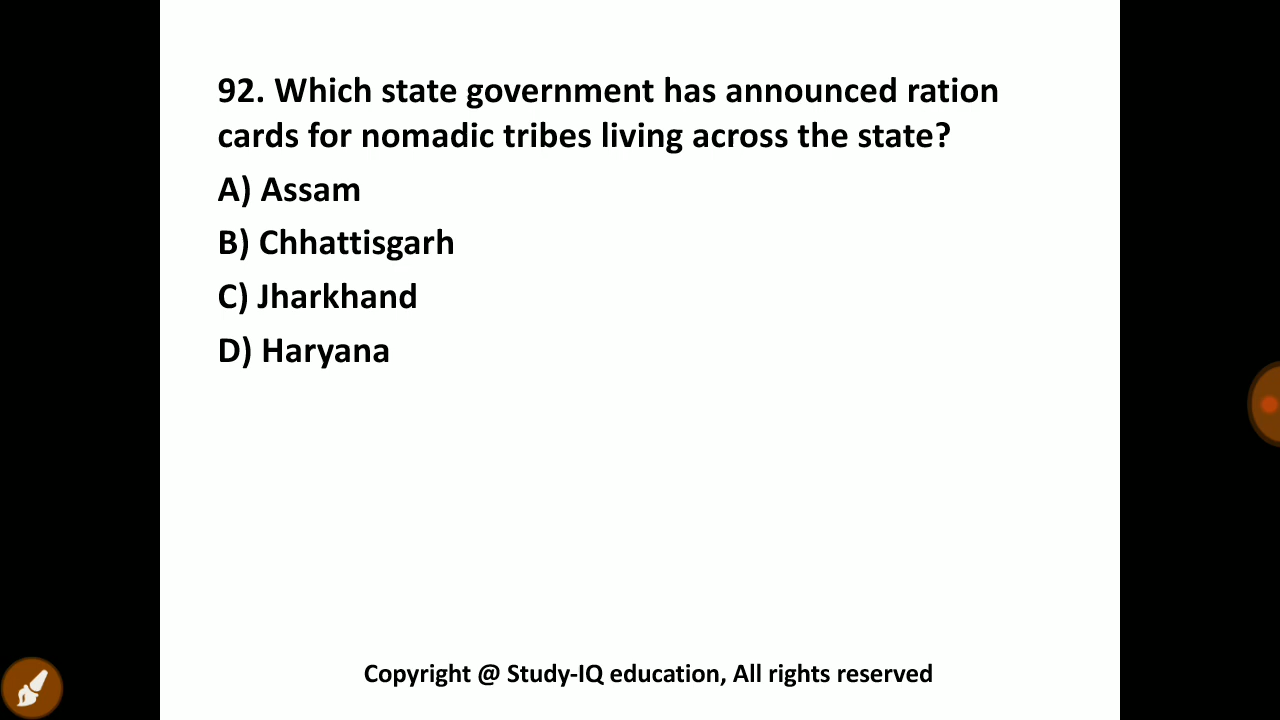 92. Which state government has announced ration
cards for nomadic tribes living across the state?
A) Assam
B) Chhattisgarh
C) Jharkhand
D) Haryana
Copyright @ Study-IQ education, All rights reserved